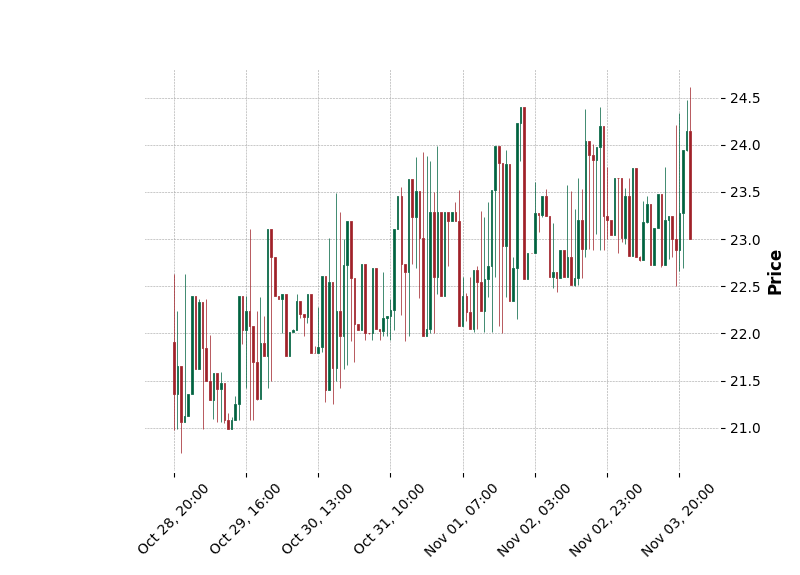 24.5
24.0
23.5
23.0
22.5
22.0
21.5
21.0
Price
Oct 28, 20:00
Oct 29, 16:00
Oct 30, 13:00
Oct 31, 10:00
Nov 01, 07:00
Nov 02, 03:00
Nov 02, 23:00
Nov 03, 20:00